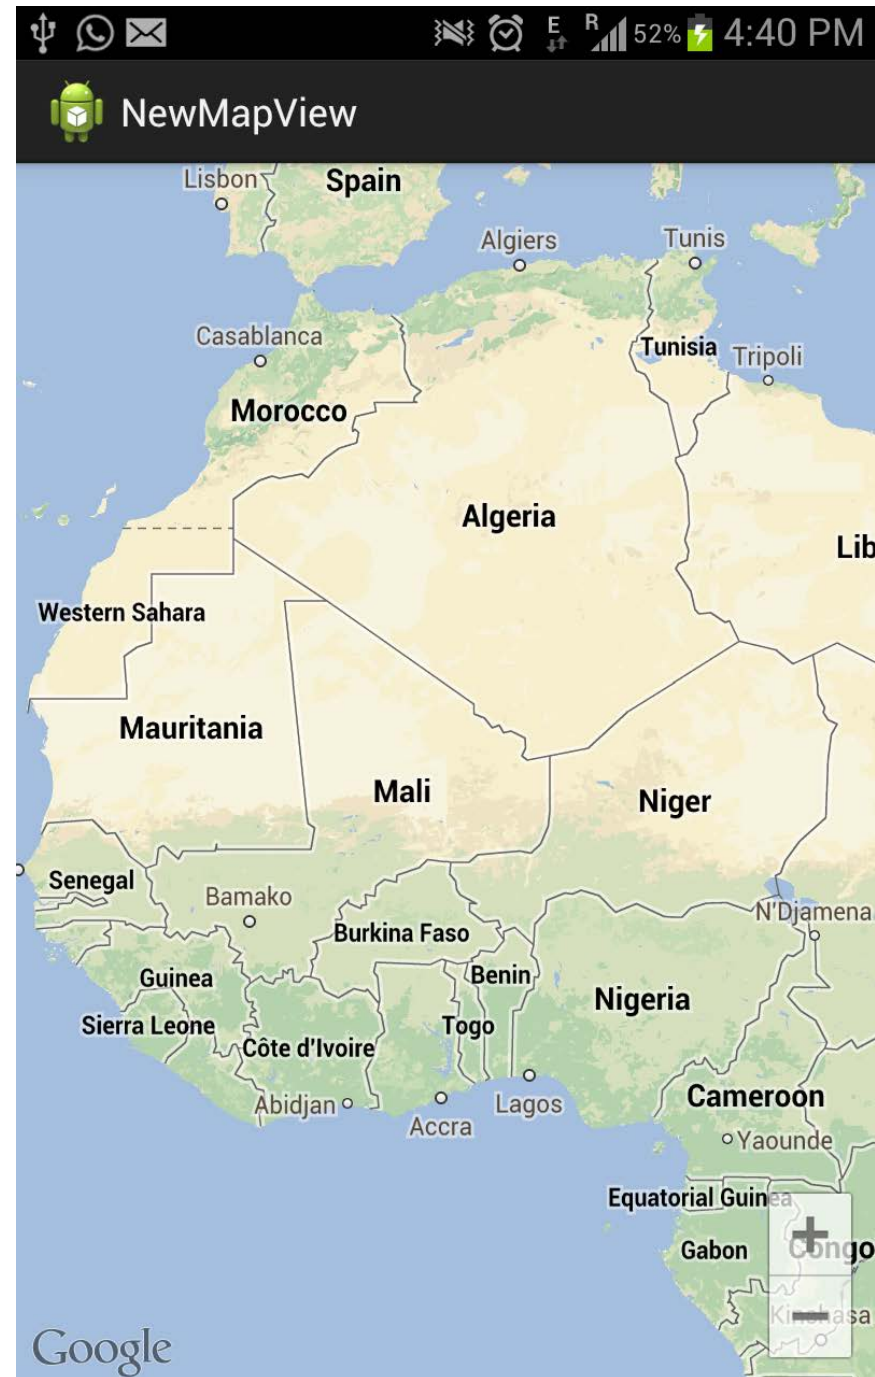 E R 52% 4:40 PM
NewMapView
Lisbon
Spain
Algiers
Tunis
Casablanca
Tunisia
Tripoli
Morocco
Algeria
Lib
Western Sahara
Mauritania
Mali
Niger
Senegal
Bamako
N'Djamena
Burkina Faso
Guinea
Benin
Nigeria
Sierra Leone
Togo
Côte d'Ivoire
Cameroon
Abidjan
Lagos
Accra
Yaounde
Equatorial Guinea
+
Gabon
Congo
Kinshasa
−
Google